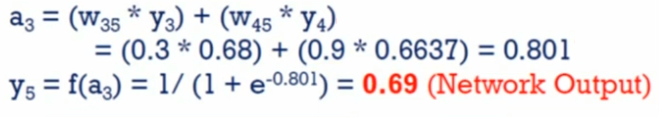 a₃ = (w₃₅ * y₃) + (w₄₅ * y₄)
= (0.3 * 0.68) + (0.9 * 0.6637) = 0.801
y₅ = f(a₃) = 1/ (1 + e⁻⁰·⁸⁰¹) = 0.69 (Network Output)